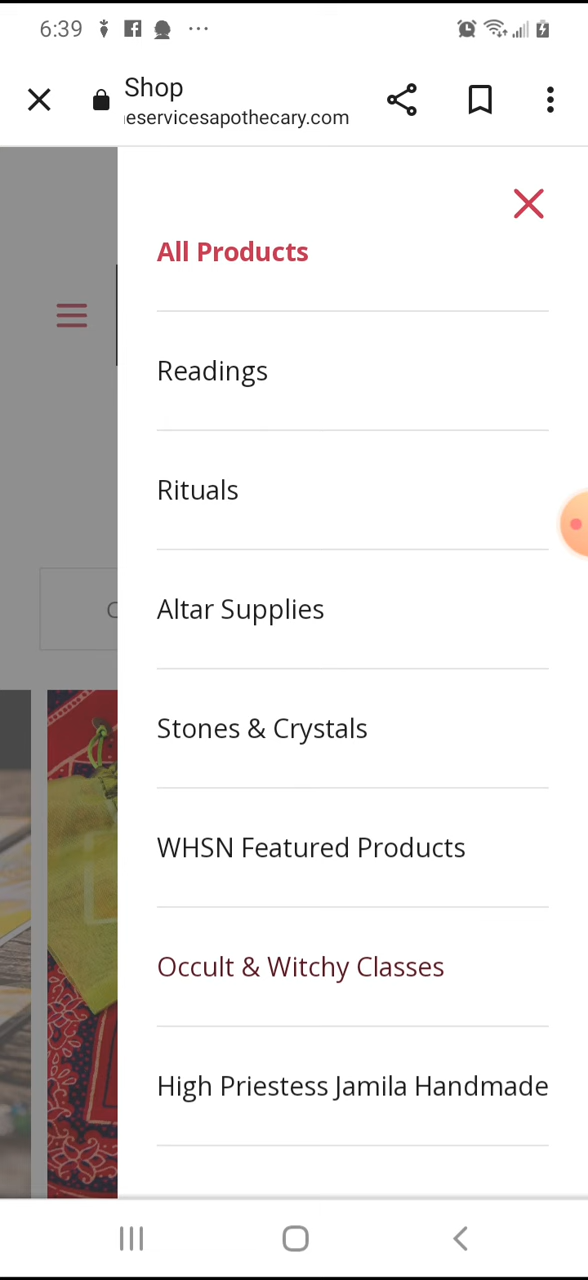 6:39
Shop
eservicesapothecary.com
All Products
Readings
Rituals
Altar Supplies
Stones & Crystals
WHSN Featured Products
Occult & Witchy Classes
High Priestess Jamila Handmade